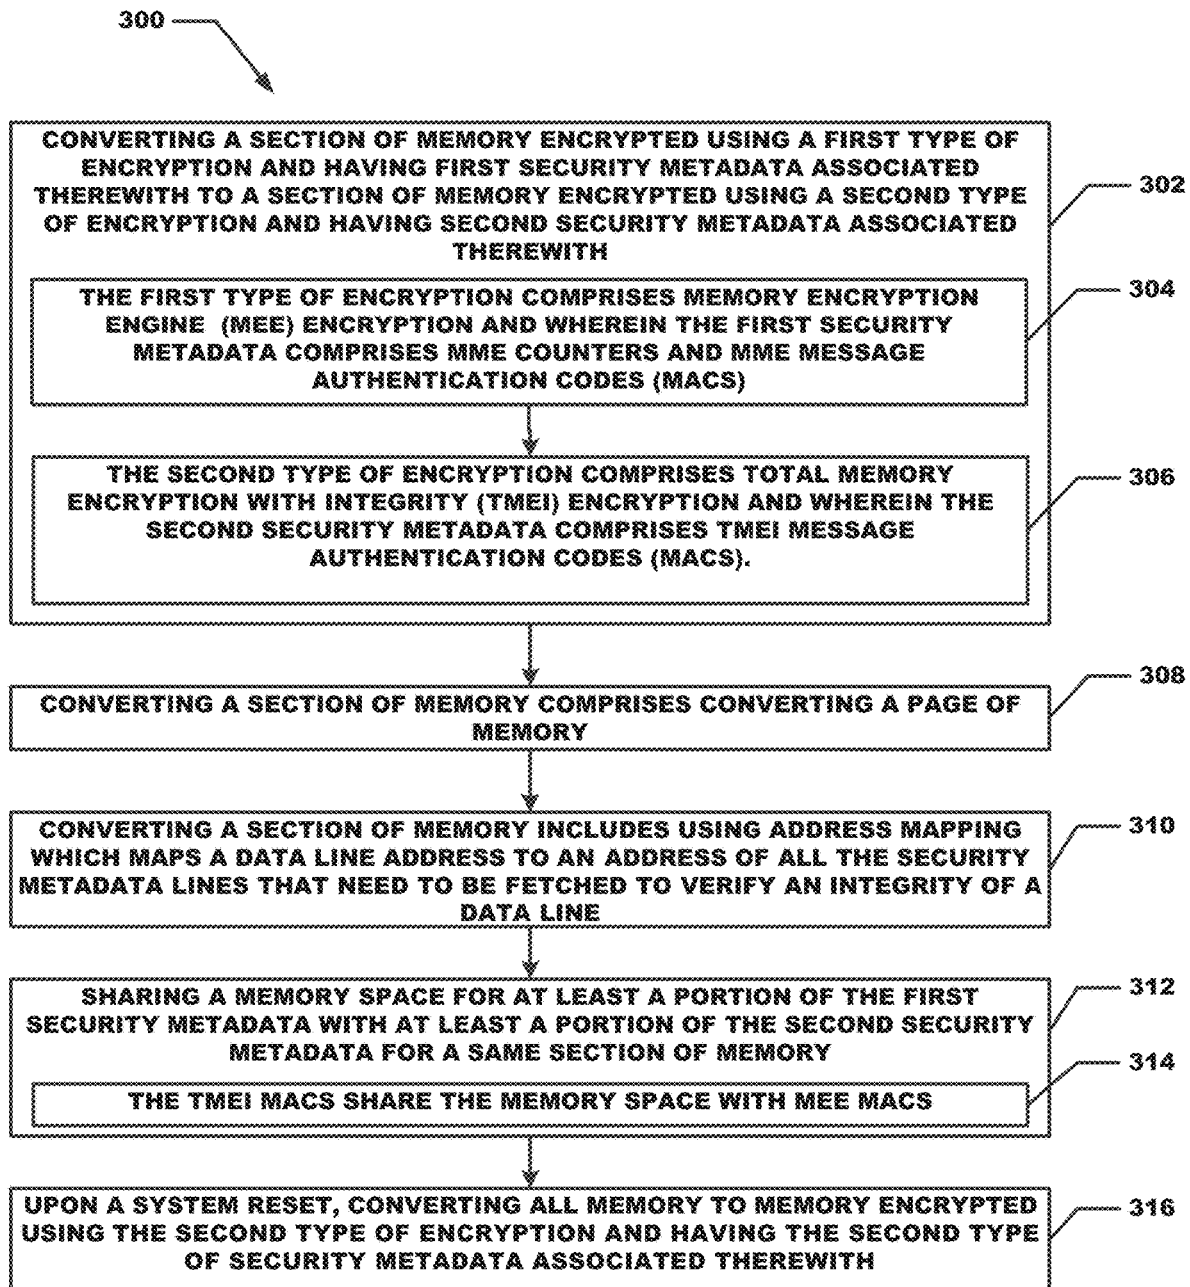 300
CONVERTING A SECTION OF MEMORY ENCRYPTED USING A FIRST TYPE OF
ENCRYPTION AND HAVING FIRST SECURITY METADATA ASSOCIATED
THEREWITH TO A SECTION OF MEMORY ENCRYPTED USING A SECOND TYPE
OF ENCRYPTION AND HAVING SECOND SECURITY METADATA ASSOCIATED
THEREWITH
302
THE FIRST TYPE OF ENCRYPTION COMPRISES MEMORY ENCRYPTION
ENGINE (MEE) ENCRYPTION AND WHEREIN THE FIRST SECURITY
METADATA COMPRISES MME COUNTERS AND MME MESSAGE
AUTHENTICATION CODES (MACS)
304
THE SECOND TYPE OF ENCRYPTION COMPRISES TOTAL MEMORY
ENCRYPTION WITH INTEGRITY (TMEI) ENCRYPTION AND WHEREIN THE
SECOND SECURITY METADATA COMPRISES TMEI MESSAGE
AUTHENTICATION CODES (MACS).
306
CONVERTING A SECTION OF MEMORY COMPRISES CONVERTING A PAGE OF
MEMORY
308
CONVERTING A SECTION OF MEMORY INCLUDES USING ADDRESS MAPPING
WHICH MAPS A DATA LINE ADDRESS TO AN ADDRESS OF ALL THE SECURITY
METADATA LINES THAT NEED TO BE FETCHED TO VERIFY AN INTEGRITY OF A
DATA LINE
310
SHARING A MEMORY SPACE FOR AT LEAST A PORTION OF THE FIRST
SECURITY METADATA WITH AT LEAST A PORTION OF THE SECOND SECURITY
METADATA FOR A SAME SECTION OF MEMORY
312
THE TMEI MACS SHARE THE MEMORY SPACE WITH MEE MACS
314
UPON A SYSTEM RESET, CONVERTING ALL MEMORY TO MEMORY ENCRYPTED
USING THE SECOND TYPE OF ENCRYPTION AND HAVING THE SECOND TYPE
OF SECURITY METADATA ASSOCIATED THEREWITH
316